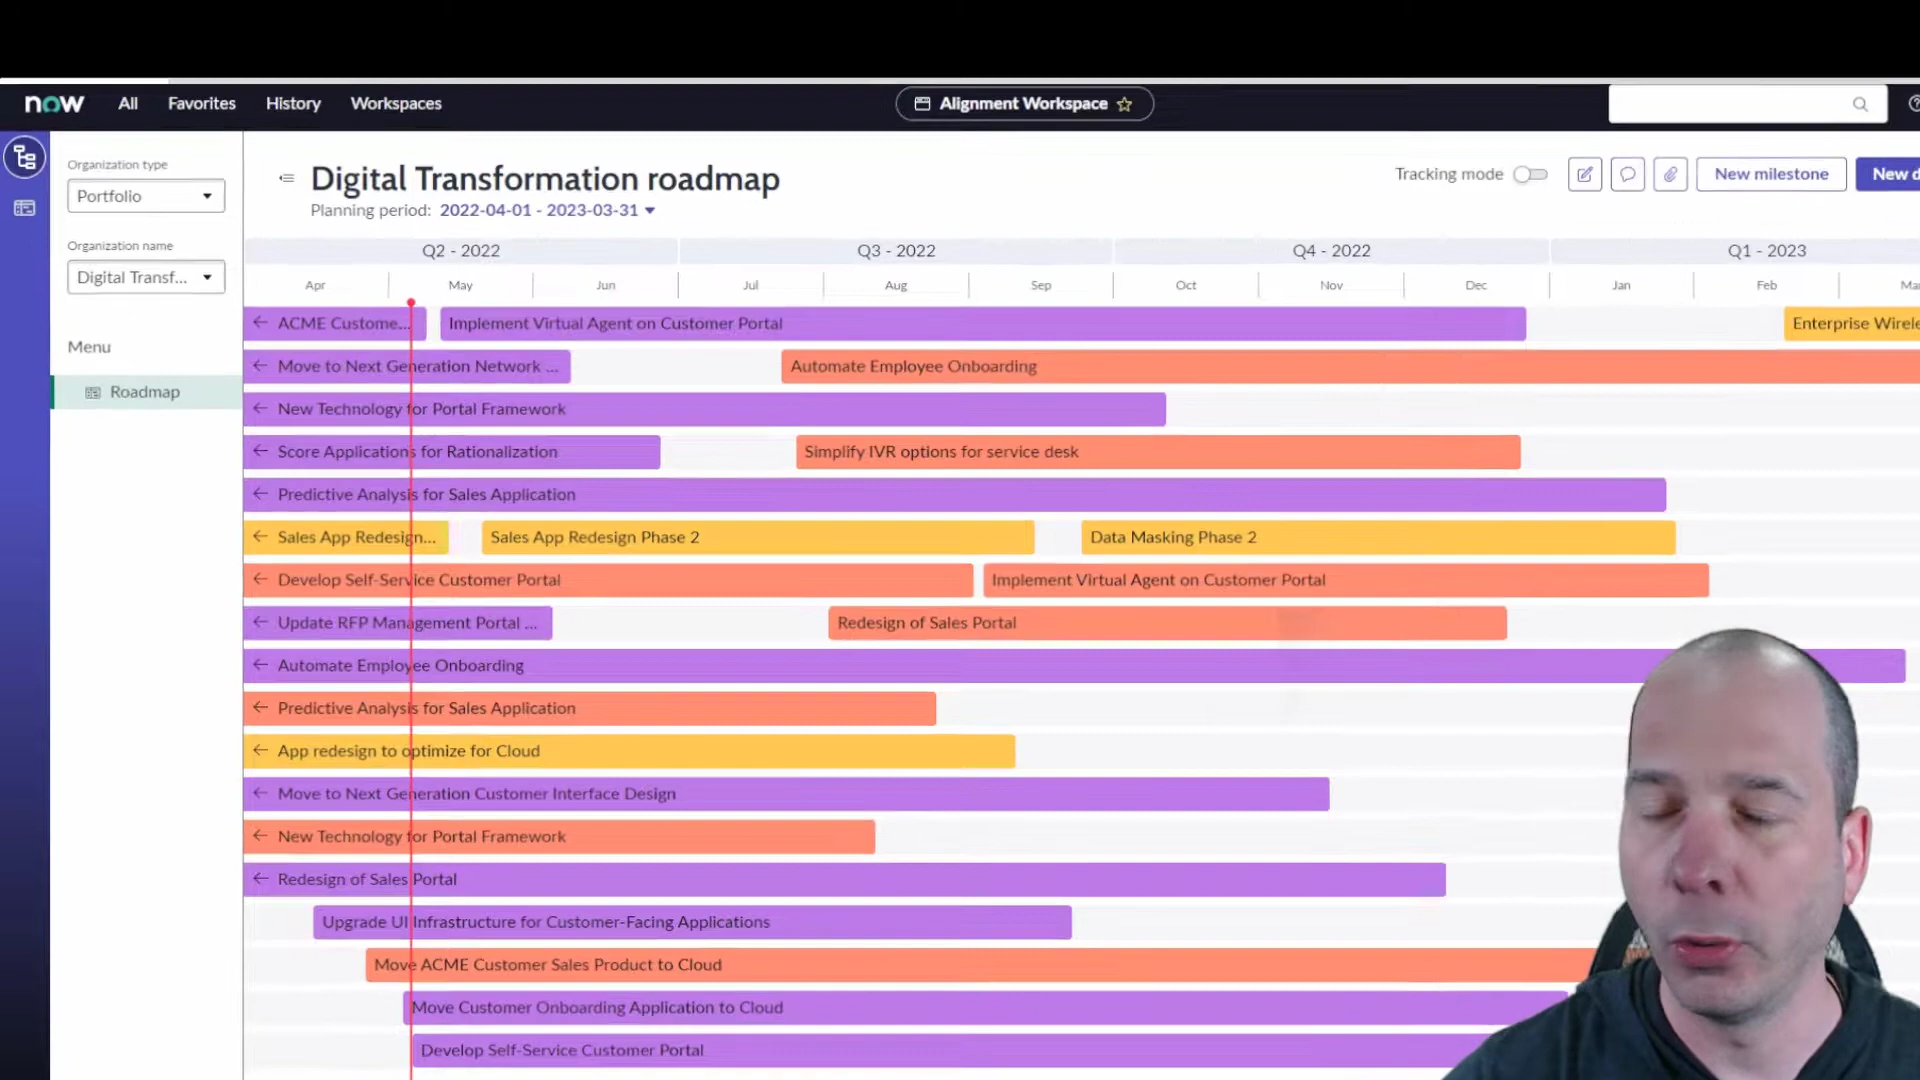 now All Favorites History Workspaces Alignment Workspace
Organization type
Portfolio
Organization name
Digital Transf...
Menu
Roadmap
Digital Transformation roadmap
Tracking mode New milestone New d
Planning period: 2022-04-01 - 2023-03-31
Q2 - 2022 Q3 - 2022 Q4 - 2022 Q1 - 2023
Apr May Jun Jul Aug Sep Oct Nov Dec Jan Feb Ma
ACME Custome... Implement Virtual Agent on Customer Portal Enterprise Wirele
Move to Next Generation Network ... Automate Employee Onboarding
New Technology for Portal Framework
Score Applications for Rationalization Simplify IVR options for service desk
Predictive Analysis for Sales Application
Sales App Redesign... Sales App Redesign Phase 2 Data Masking Phase 2
Develop Self-Service Customer Portal Implement Virtual Agent on Customer Portal
Update RFP Management Portal ... Redesign of Sales Portal
Automate Employee Onboarding
Predictive Analysis for Sales Application
App redesign to optimize for Cloud
Move to Next Generation Customer Interface Design
New Technology for Portal Framework
Redesign of Sales Portal
Upgrade UI Infrastructure for Customer-Facing Applications
Move ACME Customer Sales Product to Cloud
Move Customer Onboarding Application to Cloud
Develop Self-Service Customer Portal